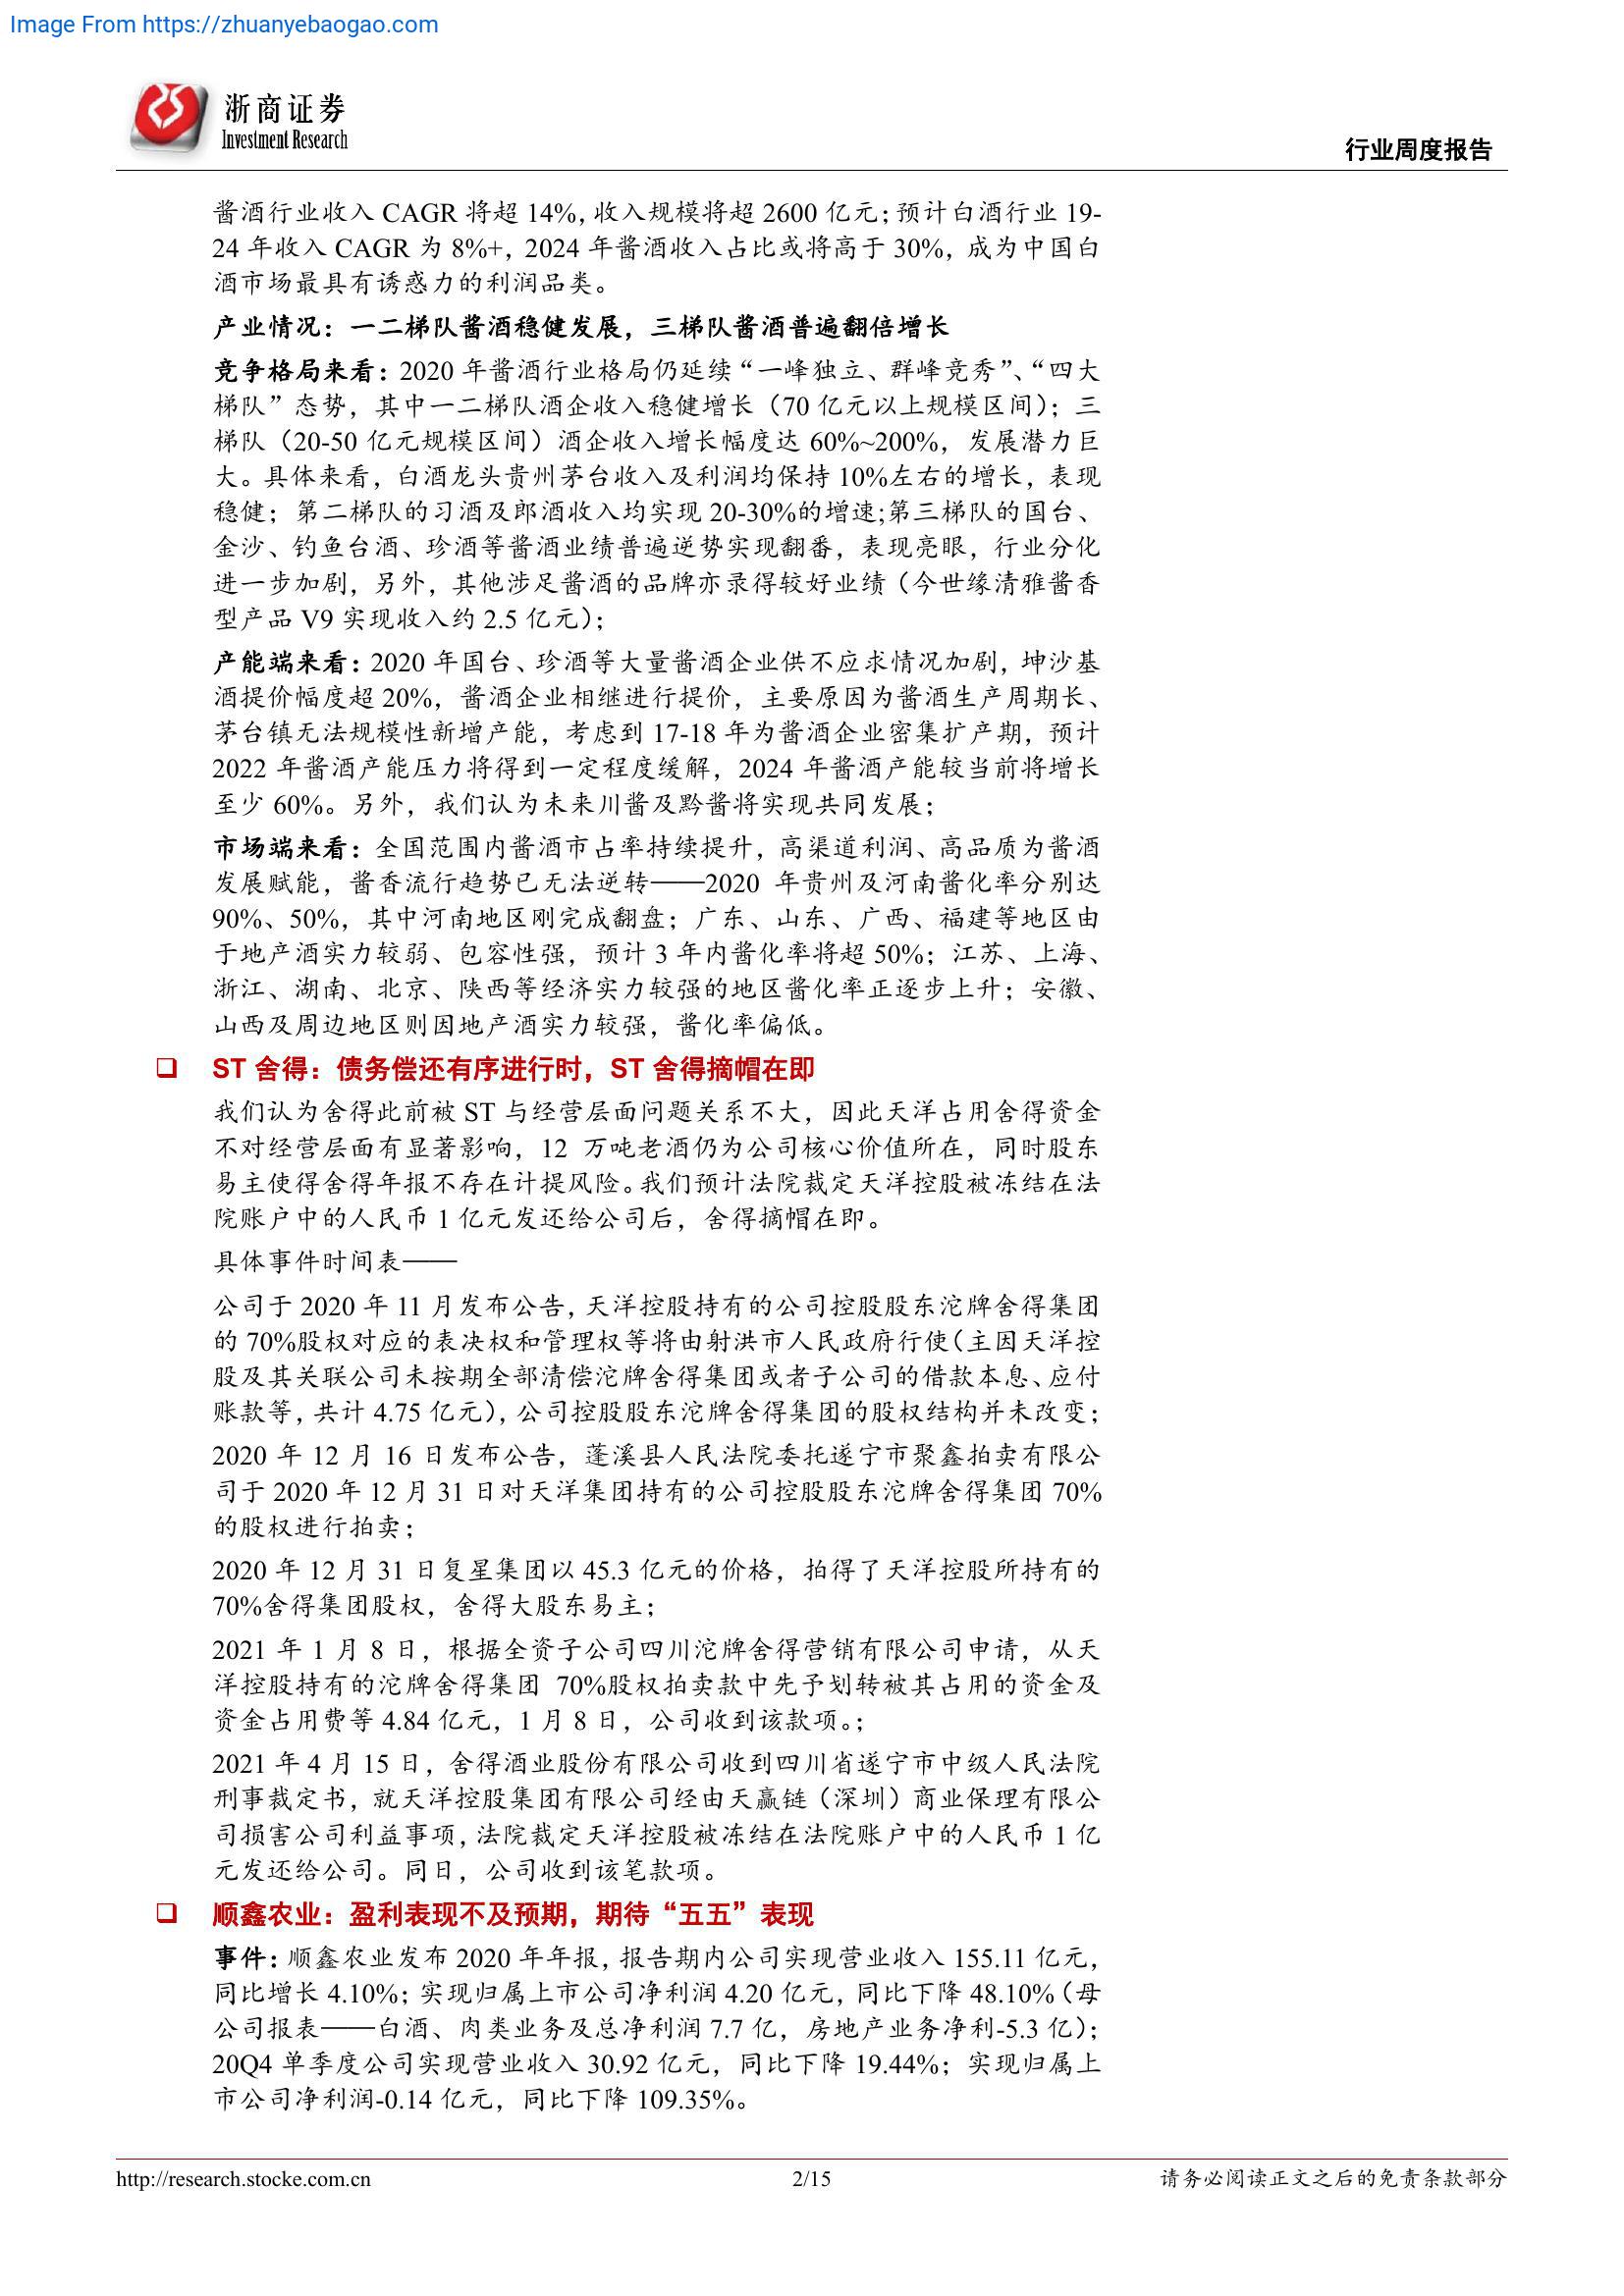 Image From https://zhuanyebaogao.com
浙商证券
Investment Research
行业周度报告
酱酒行业收入 CAGR 将超 14%,收入规模将超 2600 亿元；预计白酒行业 19-
24 年收入 CAGR 为 8%+，2024 年酱酒收入占比或将高于 30%，成为中国白
酒市场最具有诱惑力的利润品类。
产业情况：一二梯队酱酒稳健发展，三梯队酱酒普遍翻倍增长
竞争格局来看：2020 年酱酒行业格局仍延续“一峰独立、群峰竞秀”、“四大
梯队”态势，其中一二梯队酒企收入稳健增长（70 亿元以上规模区间）；三
梯队（20-50 亿元规模区间）酒企收入增长幅度达 60%~200%，发展潜力巨
大。具体来看，白酒龙头贵州茅台收入及利润均保持 10%左右的增长，表现
稳健；第二梯队的习酒及郎酒收入均实现 20-30%的增速;第三梯队的国台、
金沙、钓鱼台酒、珍酒等酱酒业绩普遍逆势实现翻番，表现亮眼，行业分化
进一步加剧，另外，其他涉足酱酒的品牌亦录得较好业绩（今世缘清雅酱香
型产品 V9 实现收入约 2.5 亿元）；
产能端来看：2020 年国台、珍酒等大量酱酒企业供不应求情况加剧，坤沙基
酒提价幅度超 20%，酱酒企业相继进行提价，主要原因为酱酒生产周期长、
茅台镇无法规模性新增产能，考虑到 17-18 年为酱酒企业密集扩产期，预计
2022 年酱酒产能压力将得到一定程度缓解，2024 年酱酒产能较当前将增长
至少 60%。另外，我们认为未来川酱及黔酱将实现共同发展；
市场端来看：全国范围内酱酒市占率持续提升，高渠道利润、高品质为酱酒
发展赋能，酱香流行趋势已无法逆转——2020 年贵州及河南酱化率分别达
90%、50%，其中河南地区刚完成翻盘；广东、山东、广西、福建等地区由
于地产酒实力较弱、包容性强，预计 3 年内酱化率将超 50%；江苏、上海、
浙江、湖南、北京、陕西等经济实力较强的地区酱化率正逐步上升；安徽、
山西及周边地区则因地产酒实力较强，酱化率偏低。
❑ ST 舍得：债务偿还有序进行时，ST 舍得摘帽在即
我们认为舍得此前被 ST 与经营层面问题关系不大，因此天洋占用舍得资金
不对经营层面有显著影响，12 万吨老酒仍为公司核心价值所在，同时股东
易主使得舍得年报不存在计提风险。我们预计法院裁定天洋控股被冻结在法
院账户中的人民币 1 亿元发还给公司后，舍得摘帽在即。
具体事件时间表——
公司于 2020 年 11 月发布公告，天洋控股持有的公司控股股东沱牌舍得集团
的 70%股权对应的表决权和管理权等将由射洪市人民政府行使（主因天洋控
股及其关联公司未按期全部清偿沱牌舍得集团或者子公司的借款本息、应付
账款等，共计 4.75 亿元），公司控股股东沱牌舍得集团的股权结构并未改变；
2020 年 12 月 16 日发布公告，蓬溪县人民法院委托遂宁市聚鑫拍卖有限公
司于 2020 年 12 月 31 日对天洋集团持有的公司控股股东沱牌舍得集团 70%
的股权进行拍卖；
2020 年 12 月 31 日复星集团以 45.3 亿元的价格，拍得了天洋控股所持有的
70%舍得集团股权，舍得大股东易主；
2021 年 1 月 8 日，根据全资子公司四川沱牌舍得营销有限公司申请，从天
洋控股持有的沱牌舍得集团 70%股权拍卖款中先予划转被其占用的资金及
资金占用费等 4.84 亿元，1 月 8 日，公司收到该款项。；
2021 年 4 月 15 日，舍得酒业股份有限公司收到四川省遂宁市中级人民法院
刑事裁定书，就天洋控股集团有限公司经由天赢链（深圳）商业保理有限公
司损害公司利益事项，法院裁定天洋控股被冻结在法院账户中的人民币 1 亿
元发还给公司。同日，公司收到该笔款项。
❑ 顺鑫农业：盈利表现不及预期，期待“五五”表现
事件：顺鑫农业发布 2020 年年报，报告期内公司实现营业收入 155.11 亿元，
同比增长 4.10%；实现归属上市公司净利润 4.20 亿元，同比下降 48.10%（母
公司报表——白酒、肉类业务及总净利润 7.7 亿，房地产业务净利-5.3 亿）；
20Q4 单季度公司实现营业收入 30.92 亿元，同比下降 19.44%；实现归属上
市公司净利润-0.14 亿元，同比下降 109.35%。
http://research.stocke.com.cn
2/15
请务必阅读正文之后的免责条款部分